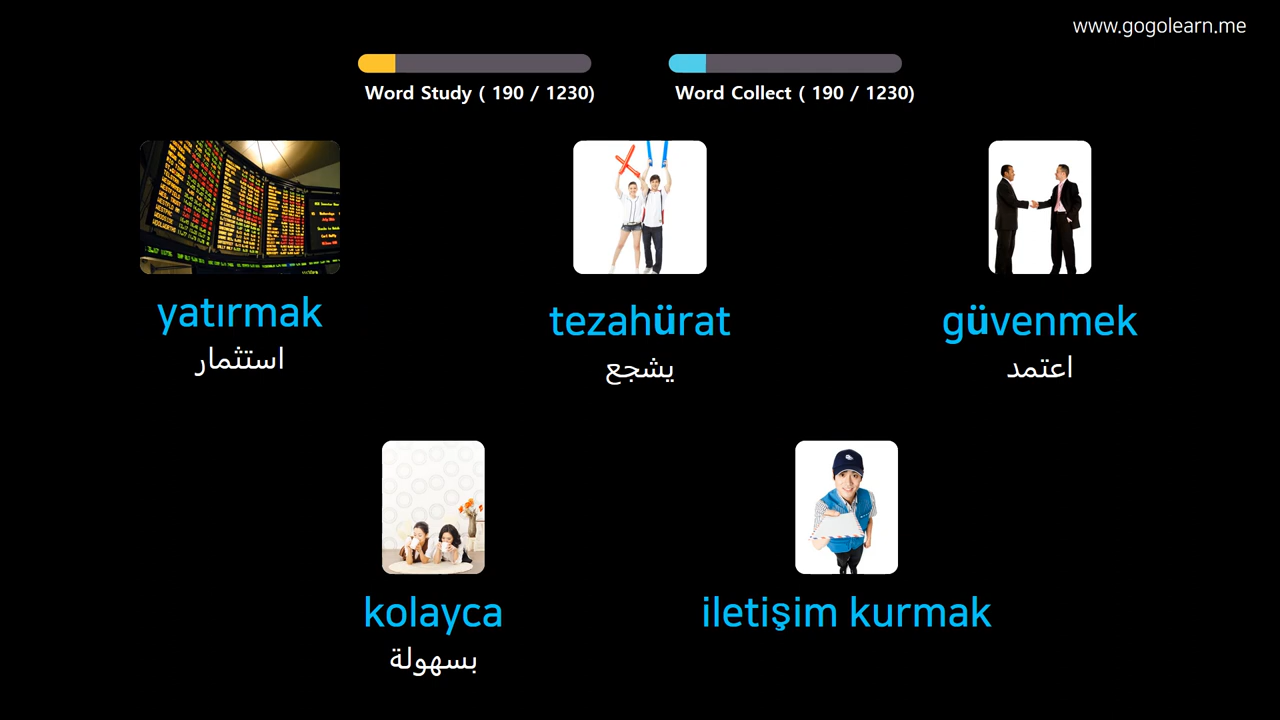 www.gogolearn.me
Word Study ( 190 / 1230)
Word Collect ( 190 / 1230)
yatırmak
استثمار
tezahürat
يشجع
güvenmek
اعتمد
kolayca
بسهولة
iletişim kurmak